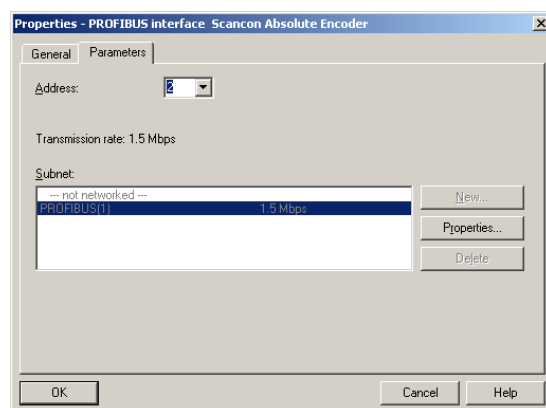 Properties - PROFIBUS interface Scancon Absolute Encoder
General Parameters
Address: 2
Transmission rate: 1.5 Mbps
Subnet:
--- not networked ---
PROFIBUS(1) 1.5 Mbps
New...
Properties...
Delete
OK Cancel Help